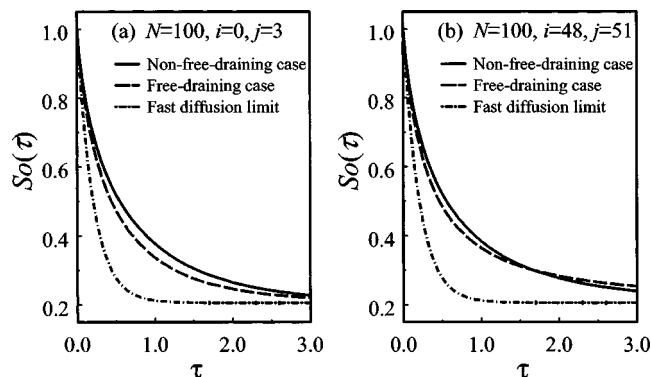 (a) N=100, i=0, j=3
Non-free-draining case
Free-draining case
Fast diffusion limit
So(τ)
1.0
0.8
0.6
0.4
0.2
0.0 1.0 2.0 3.0
τ
(b) N=100, i=48, j=51
Non-free-draining case
Free-draining case
Fast diffusion limit
So(τ)
1.0
0.8
0.6
0.4
0.2
0.0 1.0 2.0 3.0
τ